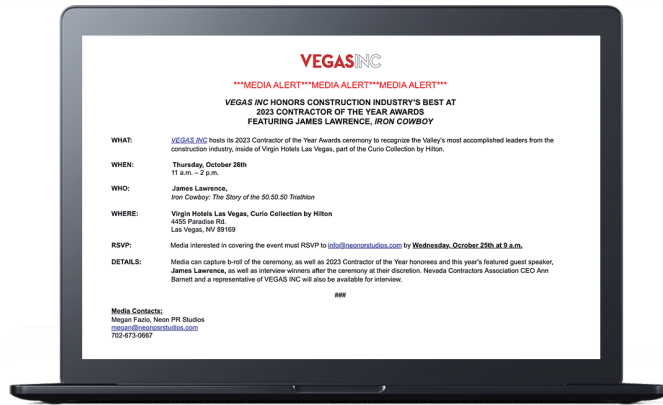 VEGASINC
***MEDIA ALERT***MEDIA ALERT***MEDIA ALERT***
VEGAS INC HONORS CONSTRUCTION INDUSTRY'S BEST AT
2023 CONTRACTOR OF THE YEAR AWARDS
FEATURING JAMES LAWRENCE, IRON COWBOY
WHAT: VEGAS INC hosts its 2023 Contractor of the Year Awards ceremony to recognize the Valley's most accomplished leaders from the
construction industry, inside of Virgin Hotels Las Vegas, part of the Curio Collection by Hilton.
WHEN: Thursday, October 26th
11 a.m. – 2 p.m.
WHO: James Lawrence,
Iron Cowboy: The Story of the 50.50.50 Triathlon
WHERE: Virgin Hotels Las Vegas, Curio Collection by Hilton
4455 Paradise Rd.
Las Vegas, NV 89169
RSVP: Media interested in covering the event must RSVP to info@neonprstudios.com by Wednesday, October 25th at 9 a.m.
DETAILS: Media can capture b-roll of the ceremony, as well as 2023 Contractor of the Year honorees and this year's featured guest speaker,
James Lawrence, as well as interview winners after the ceremony at their discretion. Nevada Contractors Association CEO Ann
Barnett and a representative of VEGAS INC will also be available for interview.
###
Media Contacts:
Megan Fazio, Neon PR Studios
megan@neonpsrstudios.com
702-673-0667